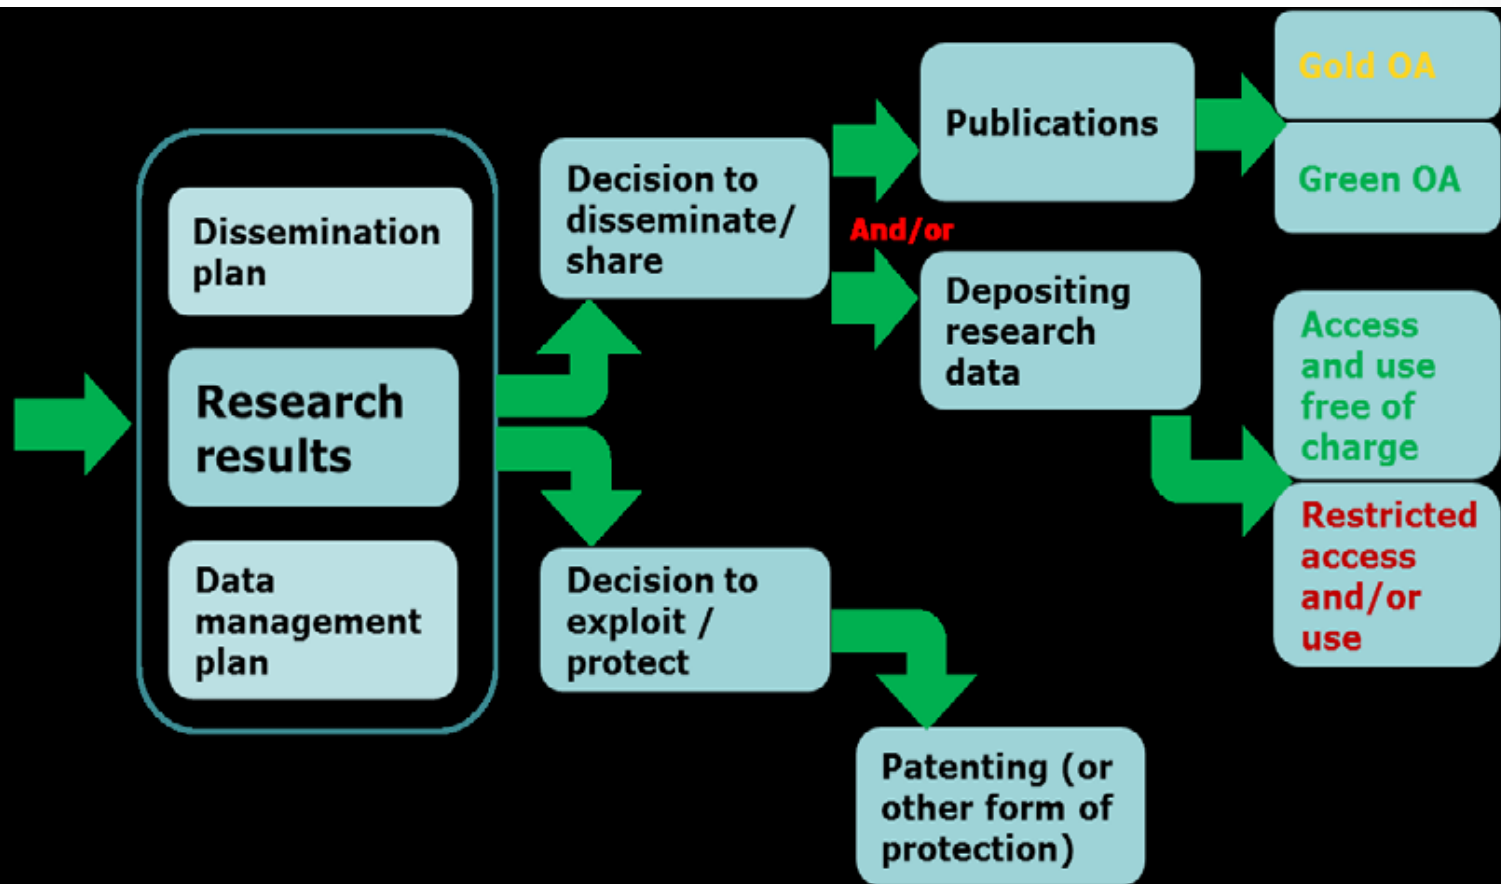 Dissemination
plan
Research
results
Data
management
plan
Decision to
disseminate/
share
Decision to
exploit /
protect
And/or
Publications
Depositing
research
data
Patenting (or
other form of
protection)
Gold OA
Green OA
Access
and use
free of
charge
Restricted
access
and/or
use